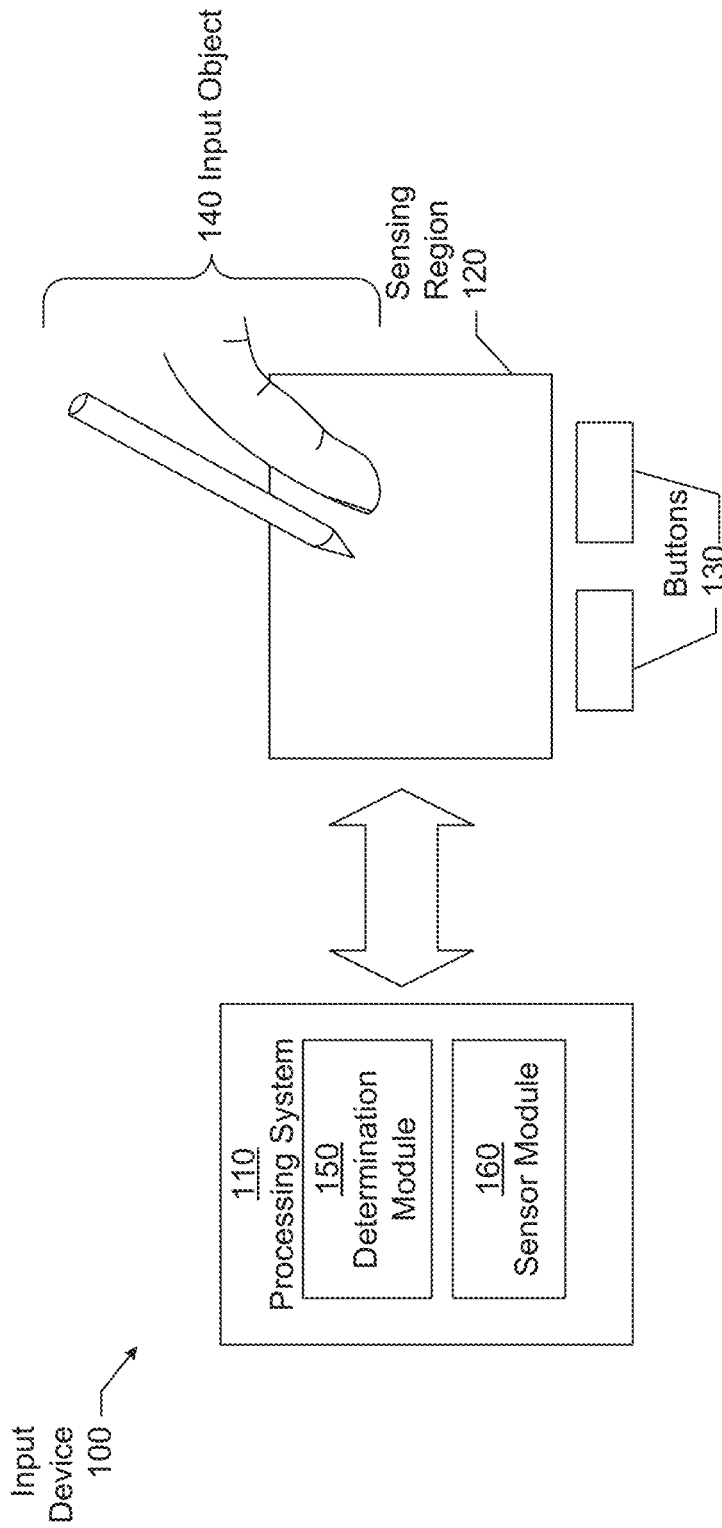 Input
Device
100
110
Processing System
150
Determination
Module
160
Sensor Module
140 Input Object
Sensing
Region
120
Buttons
130